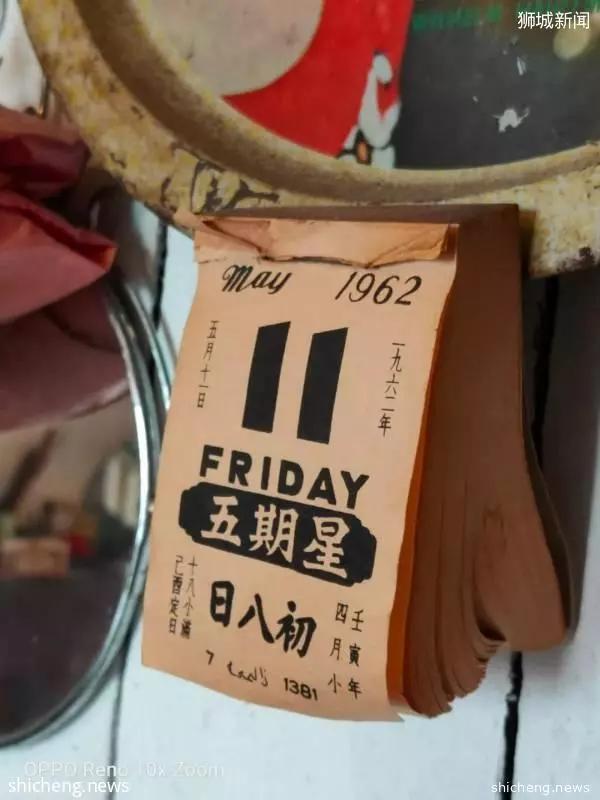 狮城新闻
May 1962
一九六二年
11
五月十一日
FRIDAY
星期五
壬寅年
四月小
初八日
十八小滿
己酉定日
7 1381
OPPO Reno 10x Zoom
shicheng.news
shicheng.news